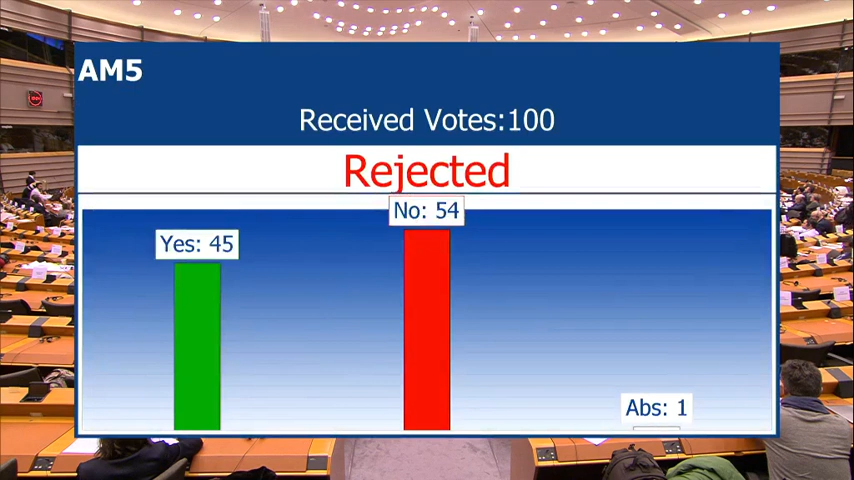 AM5
Received Votes:100
Rejected
No: 54
Yes: 45
Abs: 1